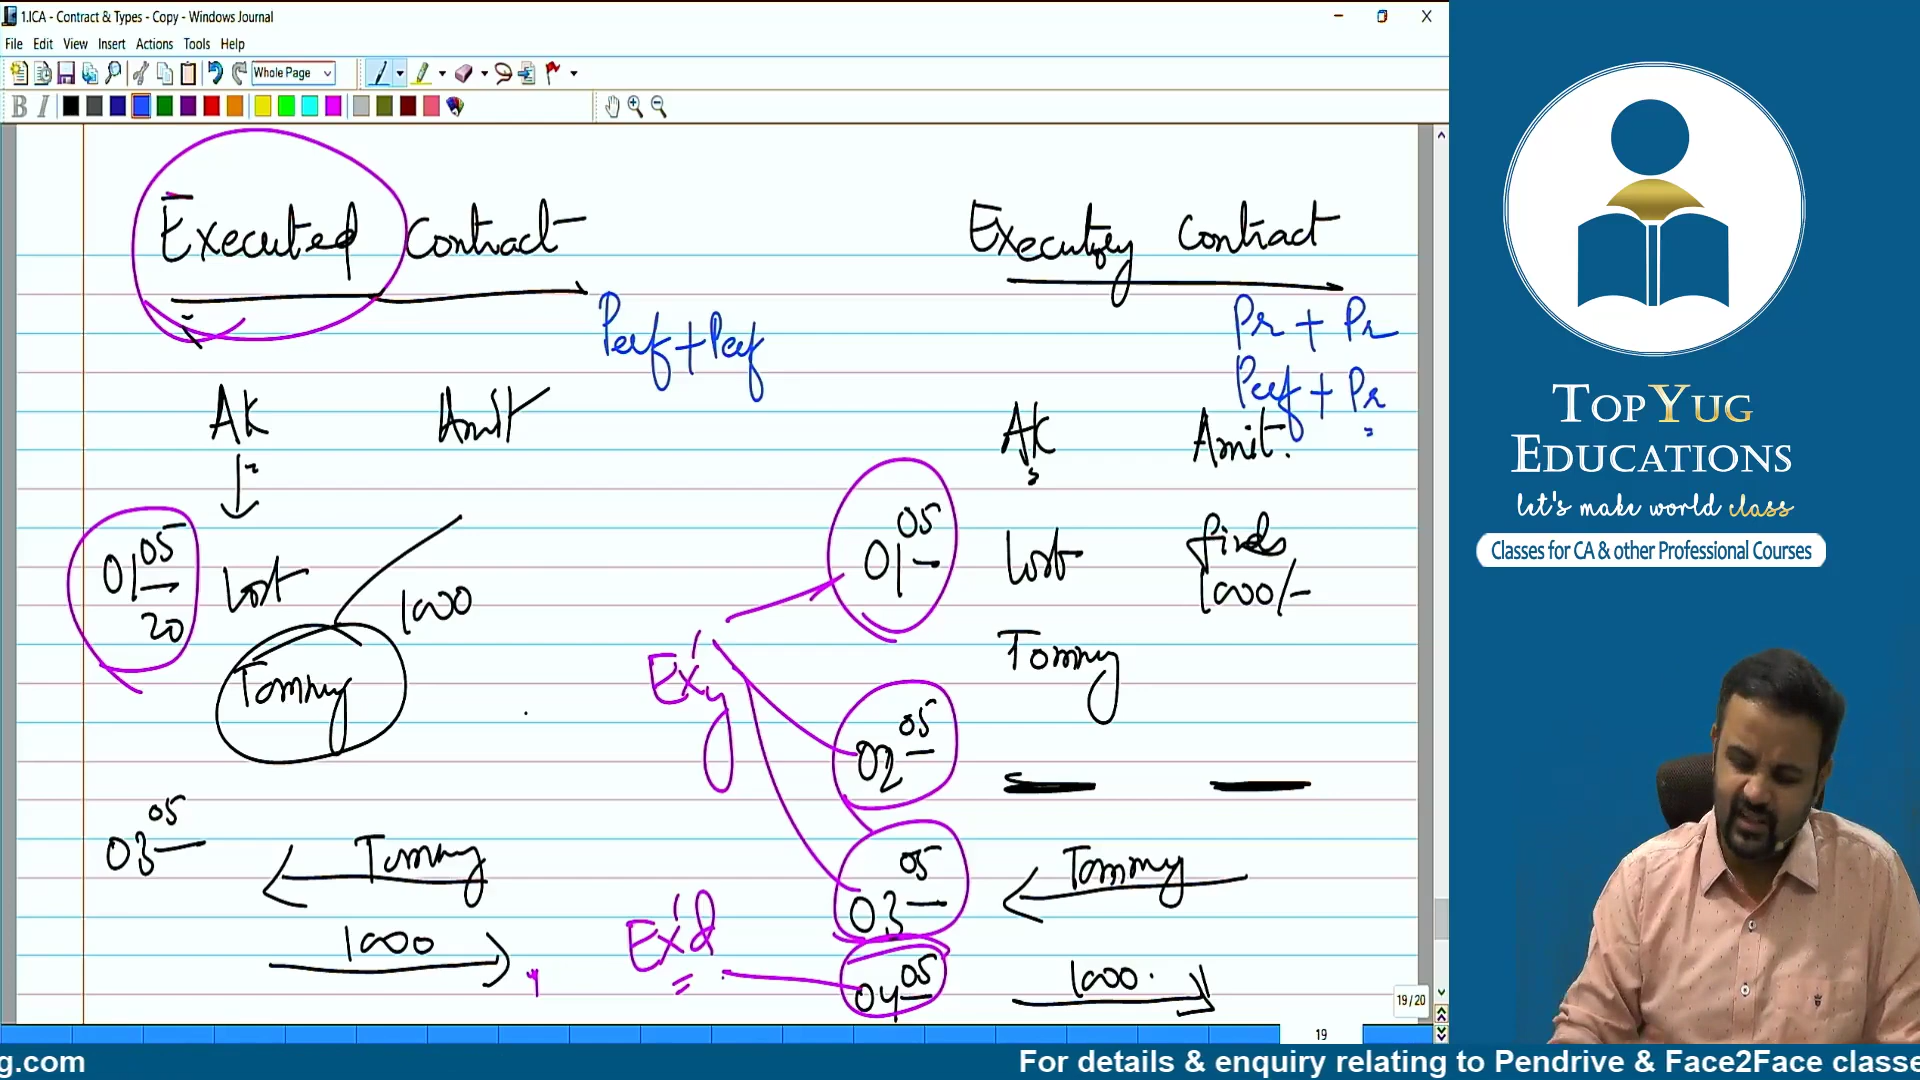 1.ICA - Contract & Types - Copy - Windows Journal
File Edit View Insert Actions Tools Help
Whole Page
B I
Executed Contract
Executory Contract
Perf + Perf
Pr + Pr
Perf + Pr
AK Amit
AK Amit.
01 05 20 Lost 1000
Tommy
01 05 Lost finds
1000/-
Tommy
Ex'y
02 05
03 05 Tommy
1000
03 05 Tommy
Ex'd
04 05 1000.
19/20
19
TOPYUG
EDUCATIONS
let's make world class
Classes for CA & other Professional Courses
g.com
For details & enquiry relating to Pendrive & Face2Face classe